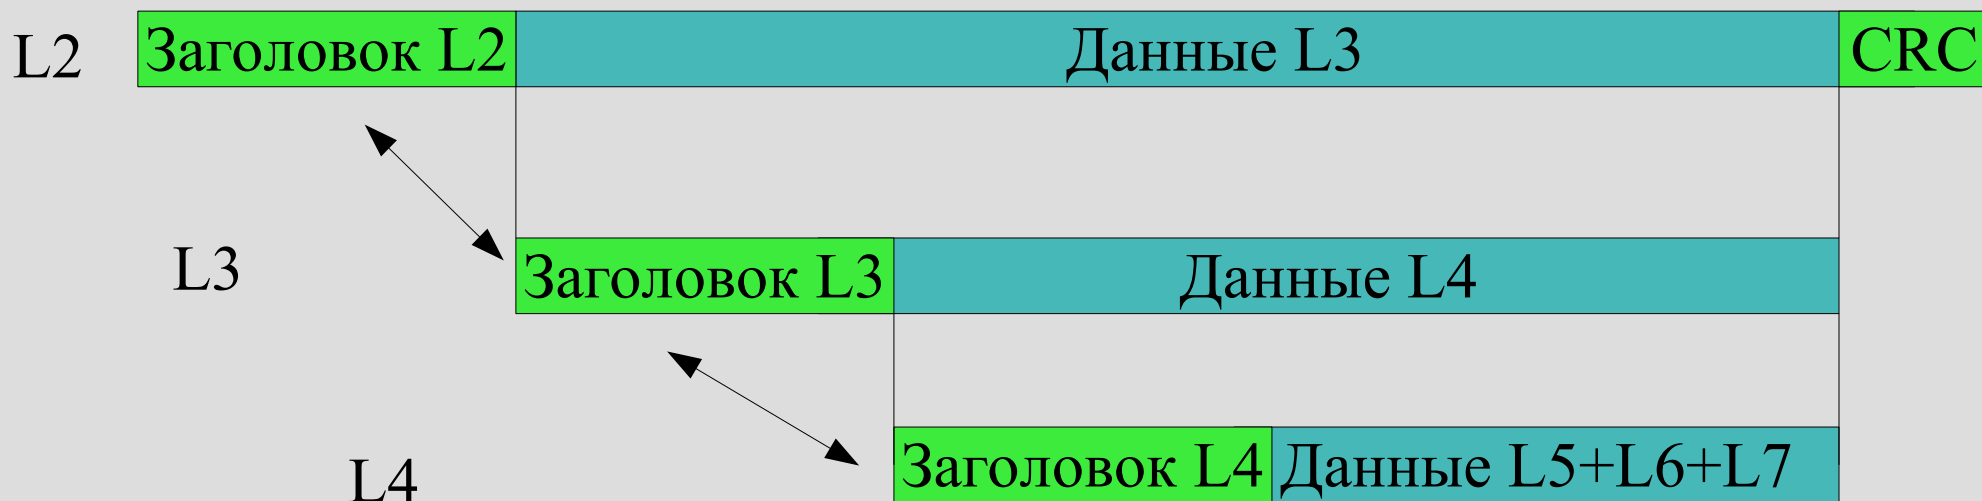 L2 Заголовок L2 Данные L3 CRC
L3 Заголовок L3 Данные L4
L4 Заголовок L4 Данные L5+L6+L7